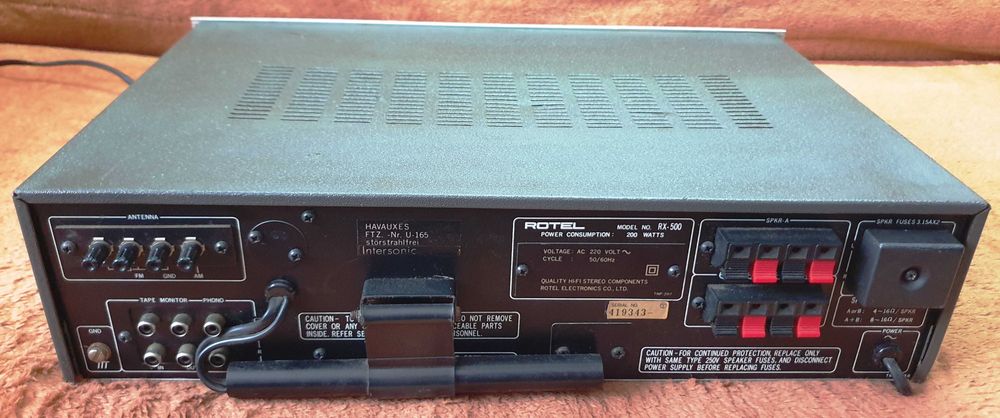 ANTENNA
FM GND AM
TAPE MONITOR PHONO
GND
IN
HAVAUXES
FTZ. -Nr. U-165
störstrahlfrei
Intersonic
ROTEL MODEL NO. RX-500
POWER CONSUMPTION: 200 WATTS
VOLTAGE: AC 220 VOLT~
CYCLE : 50/60Hz
QUALITY HI-FI STEREO COMPONENTS
ROTEL ELECTRONICS CO., LTD.
SERIAL NO.
419343-
CAUTION- NOT REMOVE
COVER OR ANY PARTS
INSIDE.
SPKR-A
SPKR FUSES 3.15AX2
A or B: 4~16Ω/SPKR
A + B: 8~16Ω/SPKR
POWER
~
CAUTION-FOR CONTINUED PROTECTION, REPLACE ONLY
WITH SAME TYPE 250V SPEAKER FUSES, AND DISCONNECT
POWER SUPPLY BEFORE REPLACING FUSES.